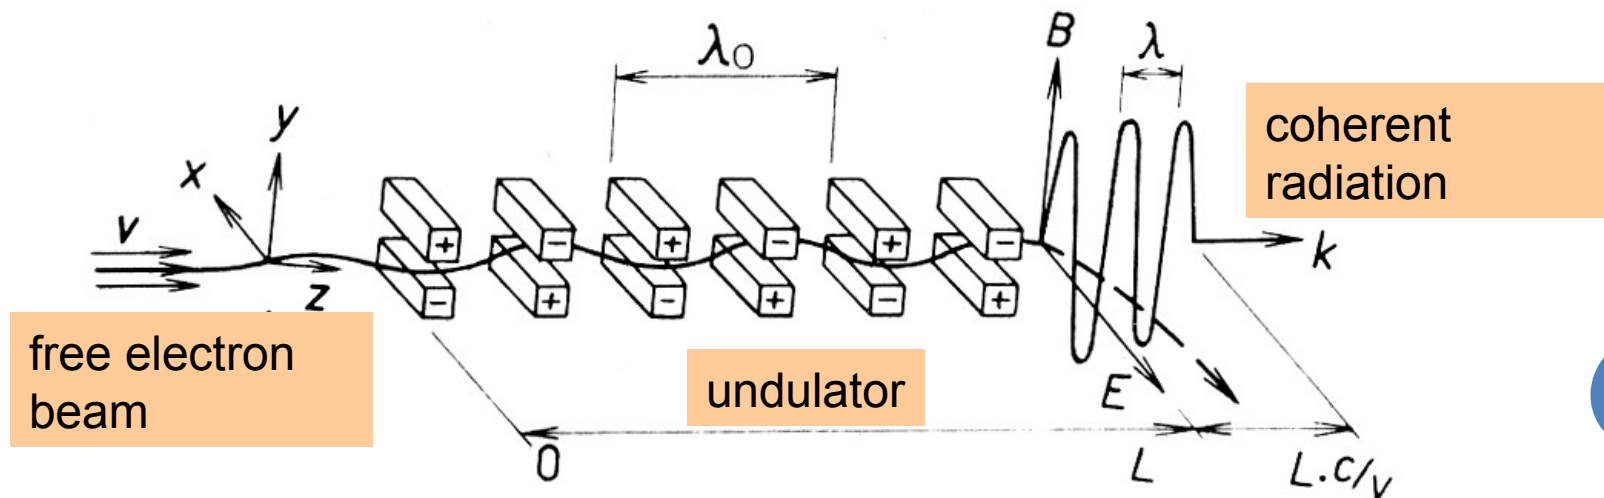 λ₀
B
λ
coherent
radiation
y
x
v
z
+ − + − + −
− + − + − +
k
free electron
beam
undulator
E
0
L
L.c/v